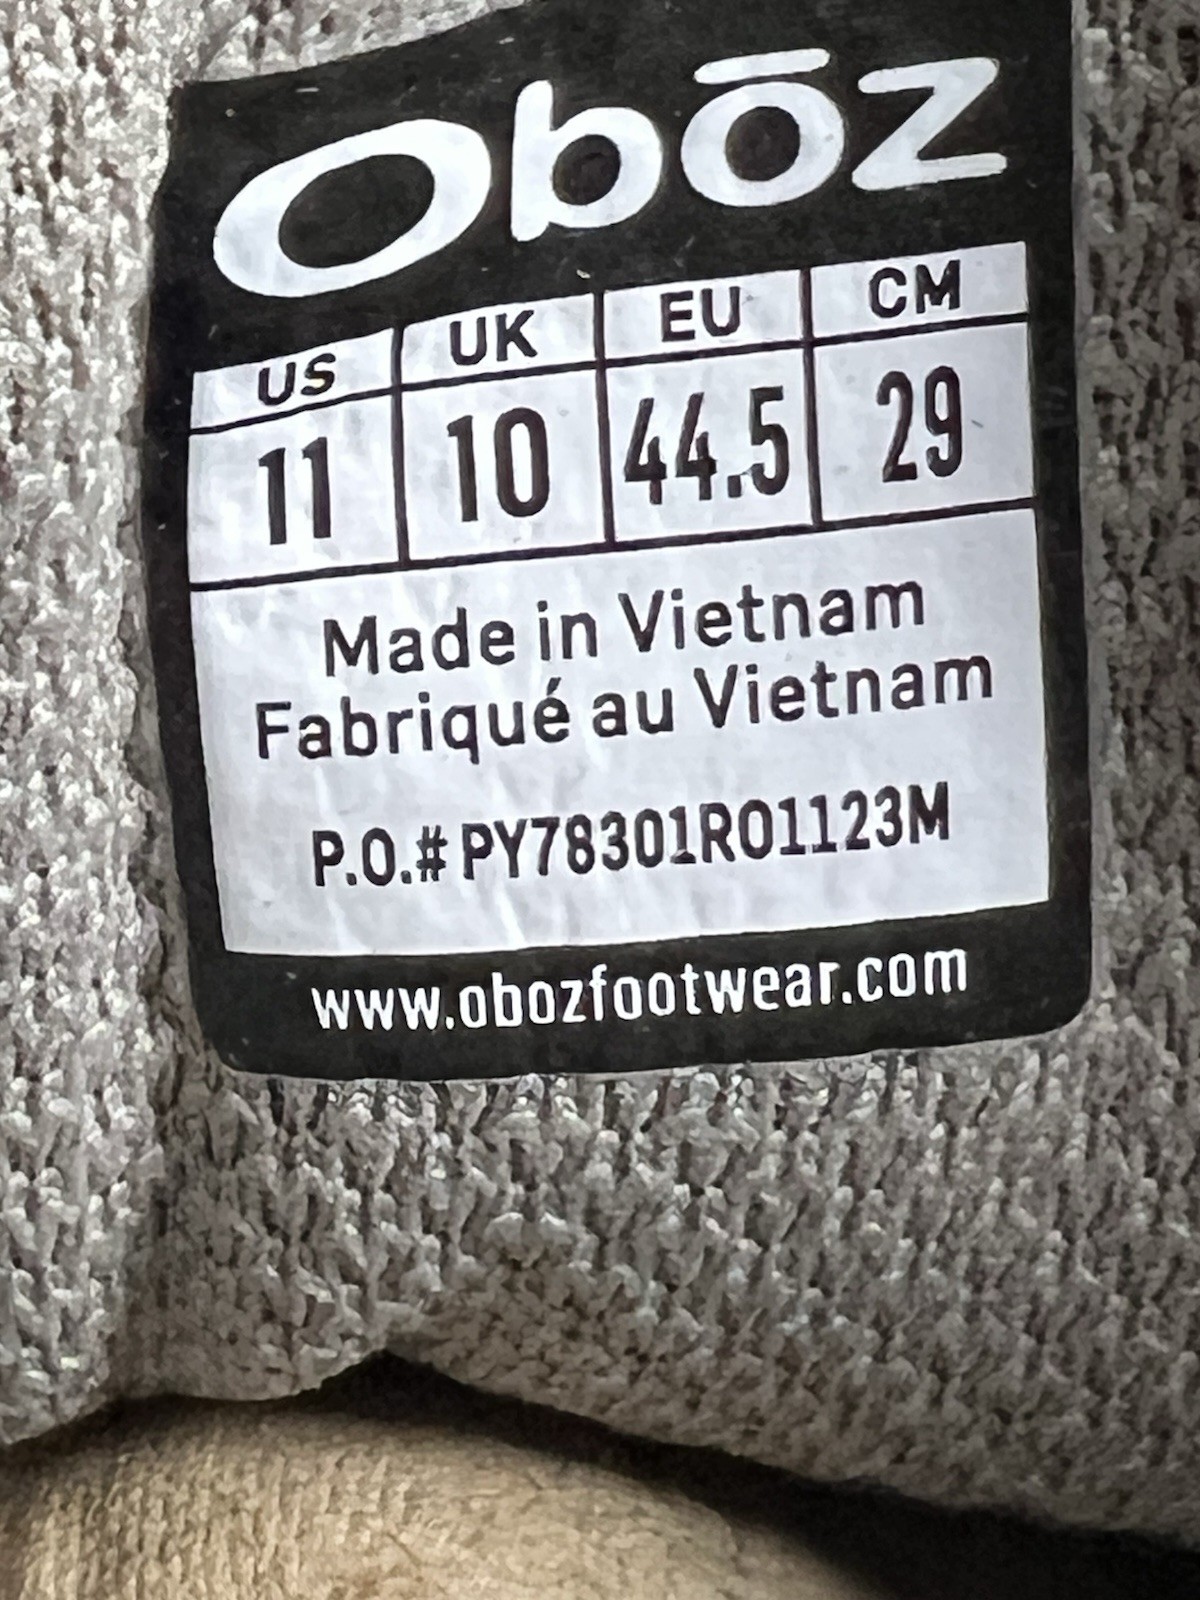 Obōz
US UK EU CM
11 10 44.5 29
Made in Vietnam
Fabriqué au Vietnam
P.O.# PY78301RO1123M
www.obozfootwear.com